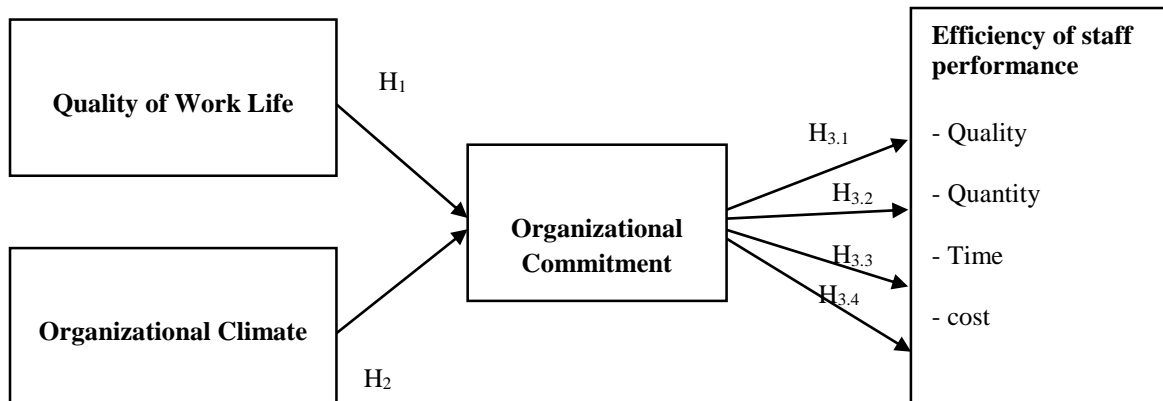 Quality of Work Life
H1
Organizational Climate
H2
Organizational
Commitment
H3.1
H3.2
H3.3
H3.4
Efficiency of staff
performance
- Quality
- Quantity
- Time
- cost